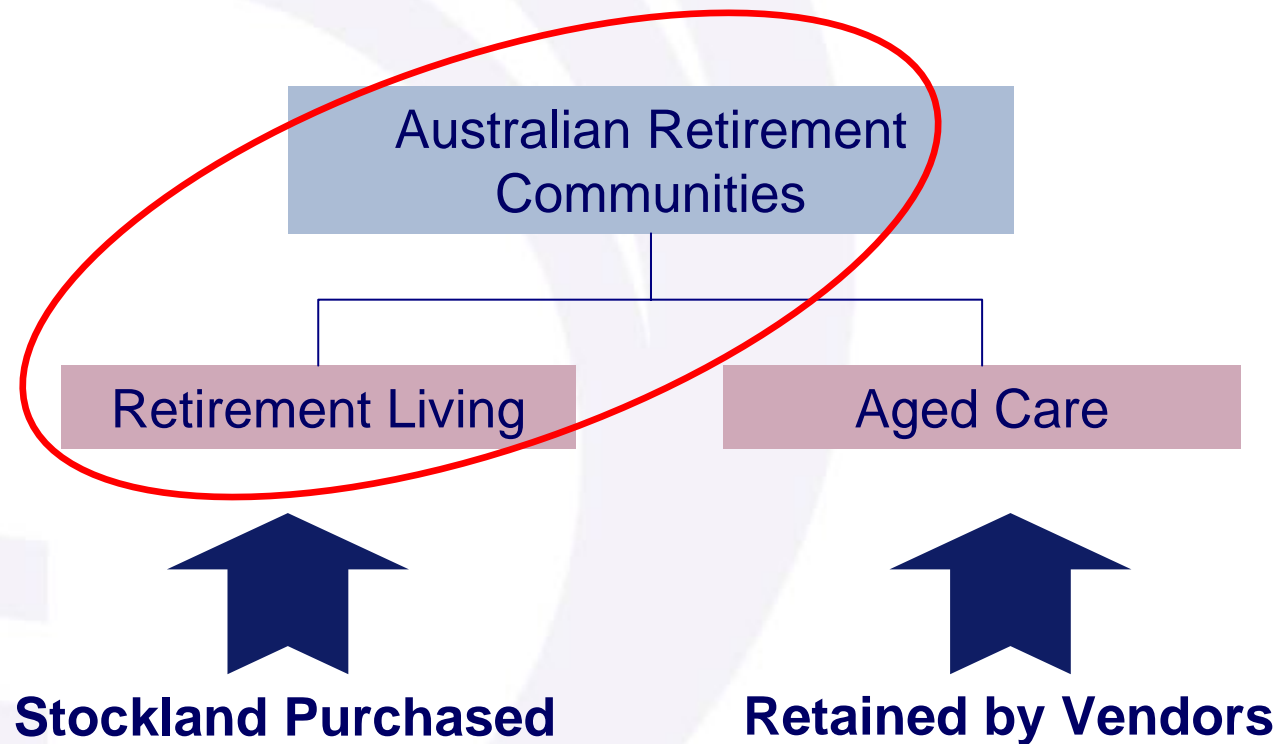 Australian Retirement
Communities
Retirement Living
Aged Care
Stockland Purchased
Retained by Vendors